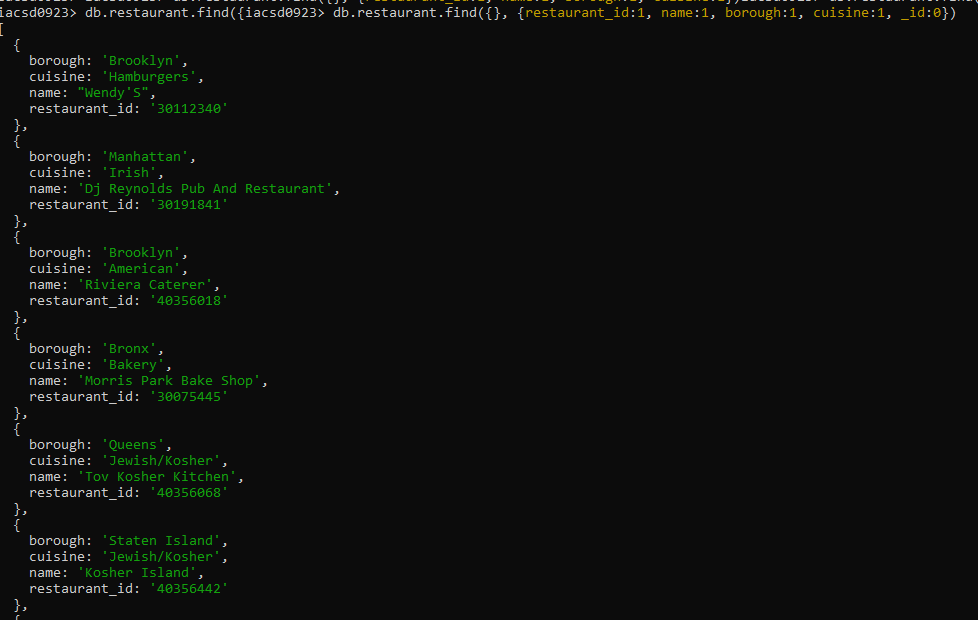 iacsd0923> db.restaurant.find({iacsd0923> db.restaurant.find({}, {restaurant_id:1, name:1, borough:1, cuisine:1, _id:0})
[
{
borough: 'Brooklyn',
cuisine: 'Hamburgers',
name: "Wendy'S",
restaurant_id: '30112340'
},
{
borough: 'Manhattan',
cuisine: 'Irish',
name: 'Dj Reynolds Pub And Restaurant',
restaurant_id: '30191841'
},
{
borough: 'Brooklyn',
cuisine: 'American',
name: 'Riviera Caterer',
restaurant_id: '40356018'
},
{
borough: 'Bronx',
cuisine: 'Bakery',
name: 'Morris Park Bake Shop',
restaurant_id: '30075445'
},
{
borough: 'Queens',
cuisine: 'Jewish/Kosher',
name: 'Tov Kosher Kitchen',
restaurant_id: '40356068'
},
{
borough: 'Staten Island',
cuisine: 'Jewish/Kosher',
name: 'Kosher Island',
restaurant_id: '40356442'
},
{